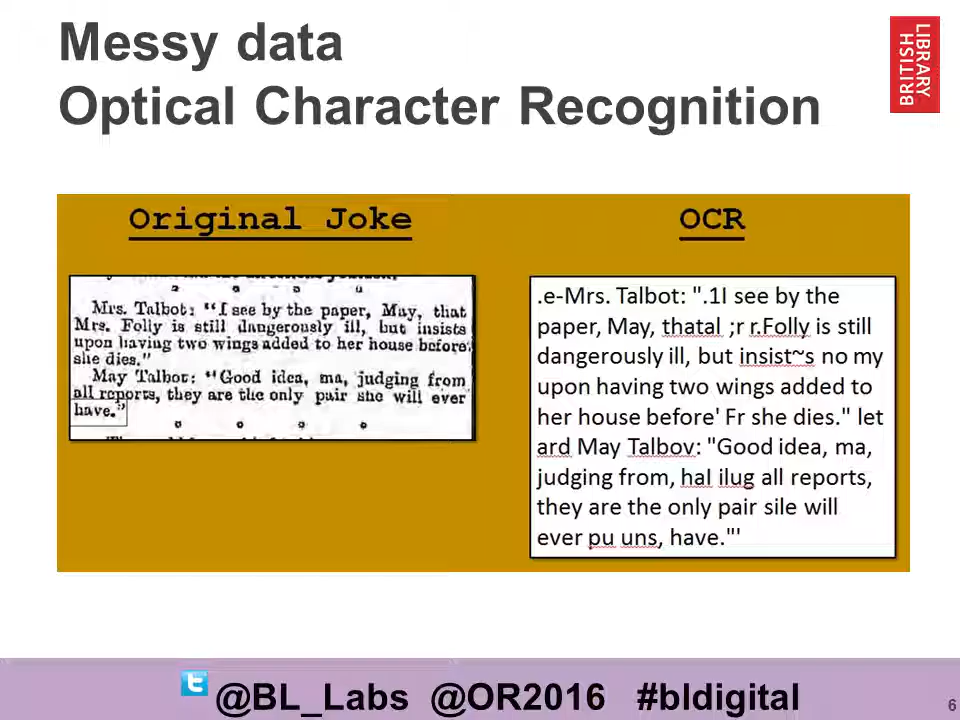 Messy data
Optical Character Recognition
LIBRARY
BRITISH
Original Joke
Mrs. Talbot: "I see by the paper, May, that
Mrs. Folly is still dangerously ill, but insists
upon having two wings added to her house before
she dies."
May Talbot: "Good idea, ma, judging from
all reports, they are the only pair she will ever
have."
OCR
.e-Mrs. Talbot: ".1I see by the
paper, May, thatal ;r r.Folly is still
dangerously ill, but insist~s no my
upon having two wings added to
her house before' Fr she dies." let
ard May Talbov: "Good idea, ma,
judging from, hal ilug all reports,
they are the only pair sile will
ever pu uns, have."'
@BL_Labs @OR2016 #bldigital
6